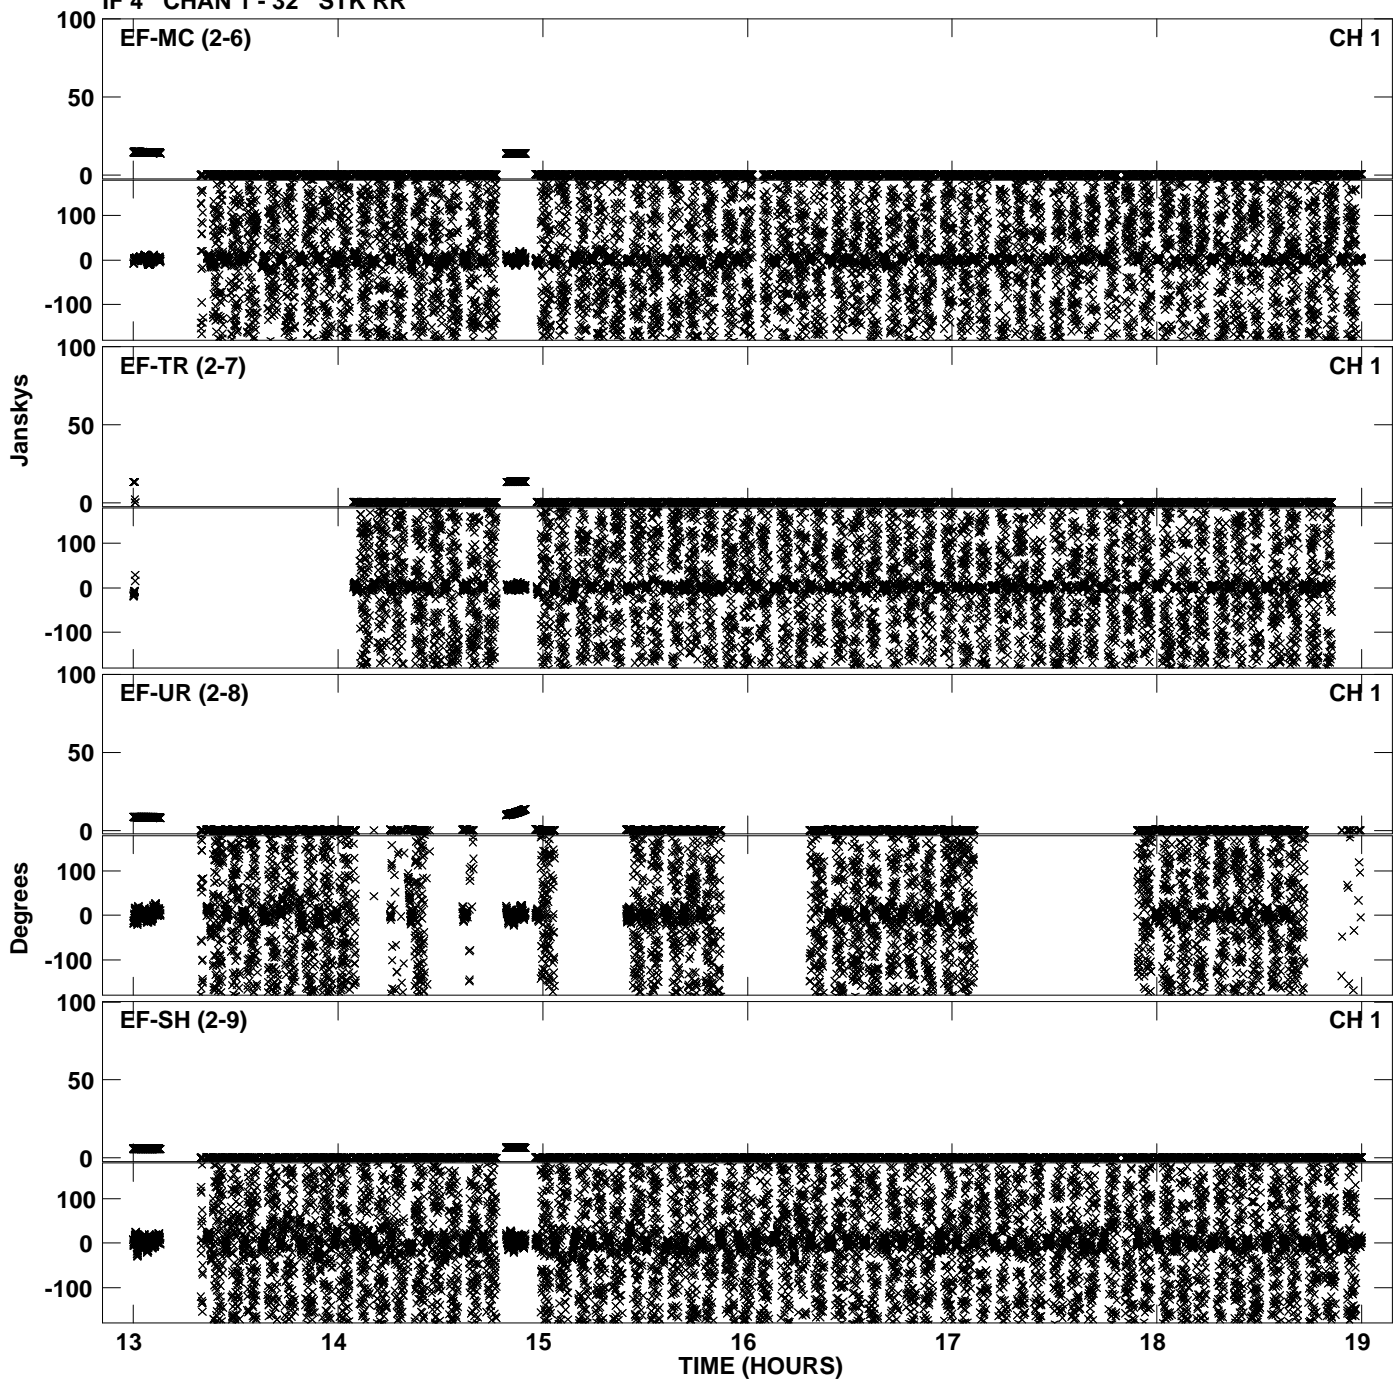 IF 4 CHAN 1 - 32 STK RR
EF-MC (2-6) CH 1
100
50
0
100
0
-100
EF-TR (2-7) CH 1
100
50
0
100
0
-100
Janskys
EF-UR (2-8) CH 1
100
50
0
100
0
-100
Degrees
EF-SH (2-9) CH 1
100
50
0
100
0
-100
13 14 15 16 17 18 19
TIME (HOURS)